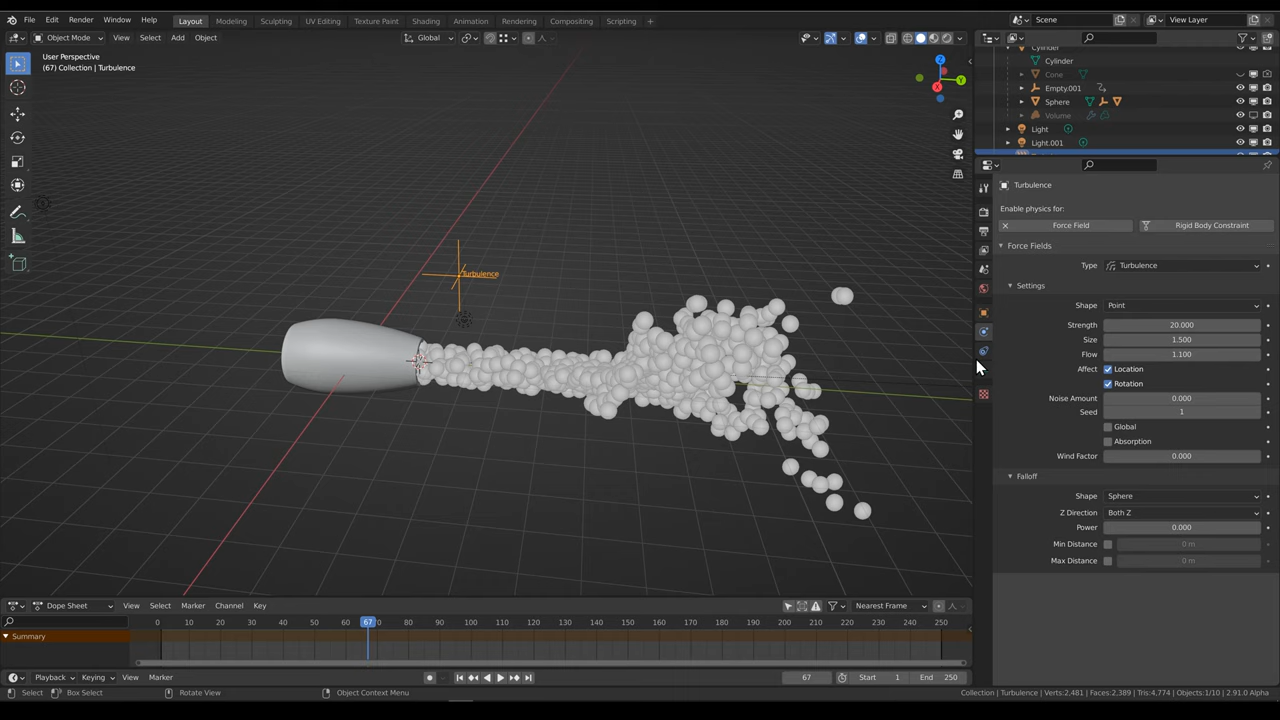 File Edit Render Window Help Layout Modeling Sculpting UV Editing Texture Paint Shading Animation Rendering Compositing Scripting + Scene View Layer
Object Mode View Select Add Object Global
User Perspective
(67) Collection | Turbulence
Cylinder
Cylinder
Cone
Empty.001
Sphere
Volume
Light
Light.001
Turbulence
Turbulence
Enable physics for:
Force Field Rigid Body Constraint
Force Fields
Type Turbulence
Settings
Shape Point
Strength 20.000
Size 1.500
Flow 1.100
Affect Location
Rotation
Noise Amount 0.000
Seed 1
Global
Absorption
Wind Factor 0.000
Falloff
Shape Sphere
Z Direction Both Z
Power 0.000
Min Distance 0 m
Max Distance 0 m
Dope Sheet View Select Marker Channel Key Nearest Frame
0 10 20 30 40 50 67 70 80 90 100 110 120 130 140 150 160 170 180 190 200 210 220 230 240 250
Summary
Playback Keying View Marker 67 Start 1 End 250
Select Box Select Rotate View Object Context Menu Collection | Turbulence | Verts:2,481 | Faces:2,389 | Tris:4,774 | Objects:1/10 | 2.91.0 Alpha